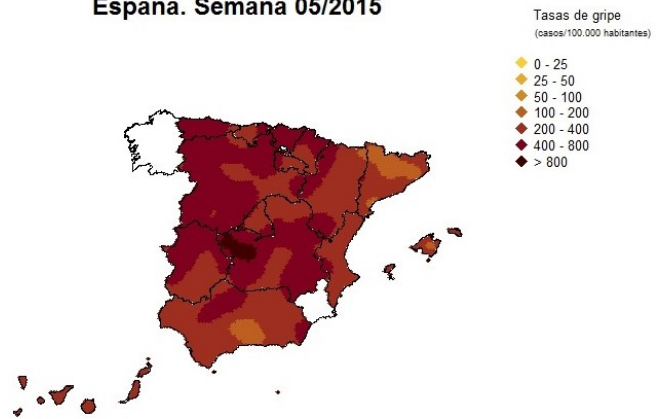 España. Semana 05/2015
Tasas de gripe
(casos/100.000 habitantes)
0 - 25
25 - 50
50 - 100
100 - 200
200 - 400
400 - 800
> 800